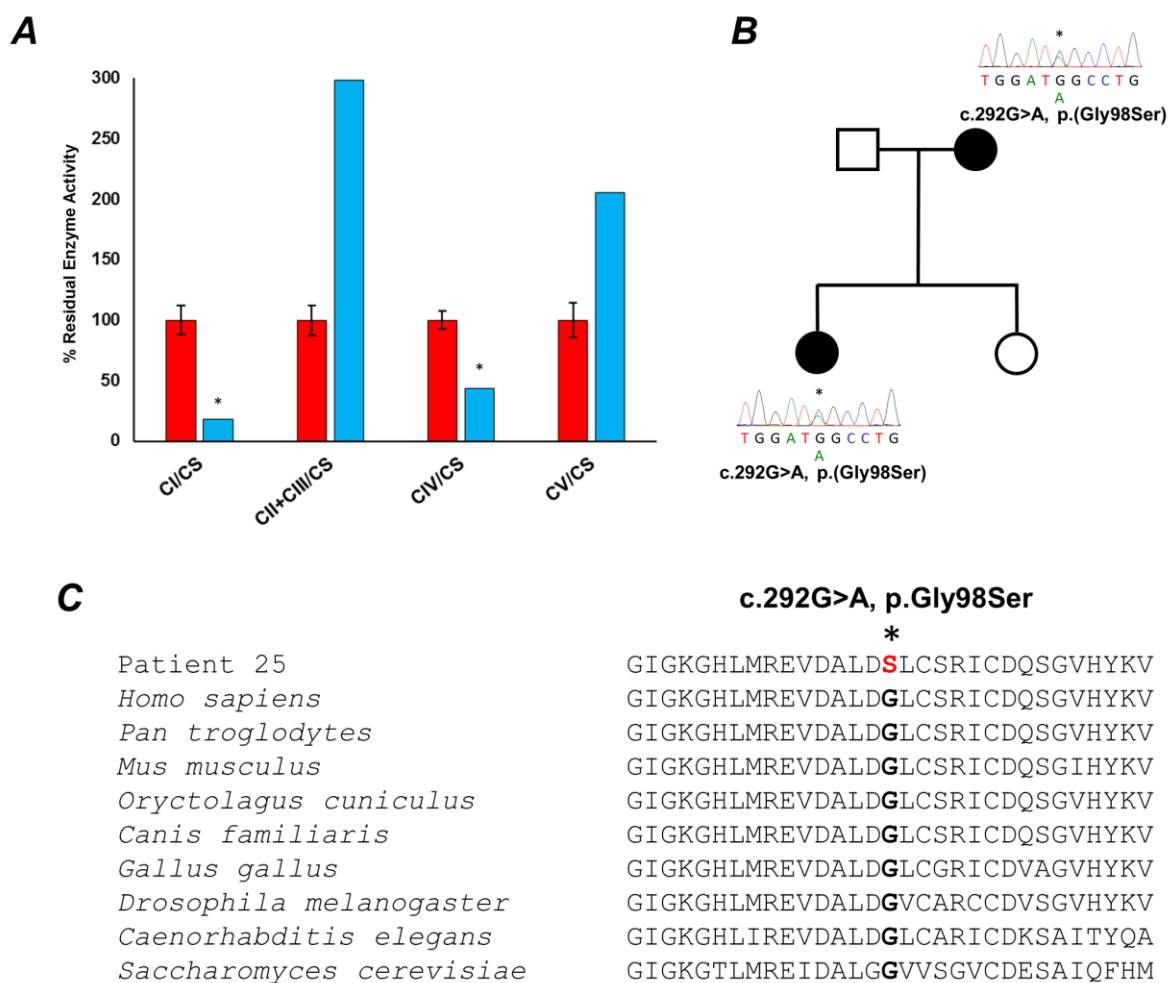 A
% Residual Enzyme Activity
300
250
200
150
100
50
0
*
*
CI/CS
CII+CIII/CS
CIV/CS
CV/CS
B
*
TGGATGGCCTG
A
c.292G>A, p.(Gly98Ser)
*
TGGATGGCCTG
A
c.292G>A, p.(Gly98Ser)
C
c.292G>A, p.Gly98Ser
*
Patient 25 GIGKGHLMREVDALDSLCSRICDQSGVHYKV
Homo sapiens GIGKGHLMREVDALDGLCSRICDQSGVHYKV
Pan troglodytes GIGKGHLMREVDALDGLCSRICDQSGVHYKV
Mus musculus GIGKGHLMREVDALDGLCSRICDQSGIHYKV
Oryctolagus cuniculus GIGKGHLMREVDALDGLCSRICDQSGVHYKV
Canis familiaris GIGKGHLMREVDALDGLCSRICDQSGVHYKV
Gallus gallus GIGKGHLMREVDALDGLCGRICDVAGVHYKV
Drosophila melanogaster GIGKGHLMREVDALDGVCARCCDVSGVHYKV
Caenorhabditis elegans GIGKGHLIREVDALDGLCARICDKSAITYQA
Saccharomyces cerevisiae GIGKGTLMREIDALGGVVSGVCDESAIQFHM